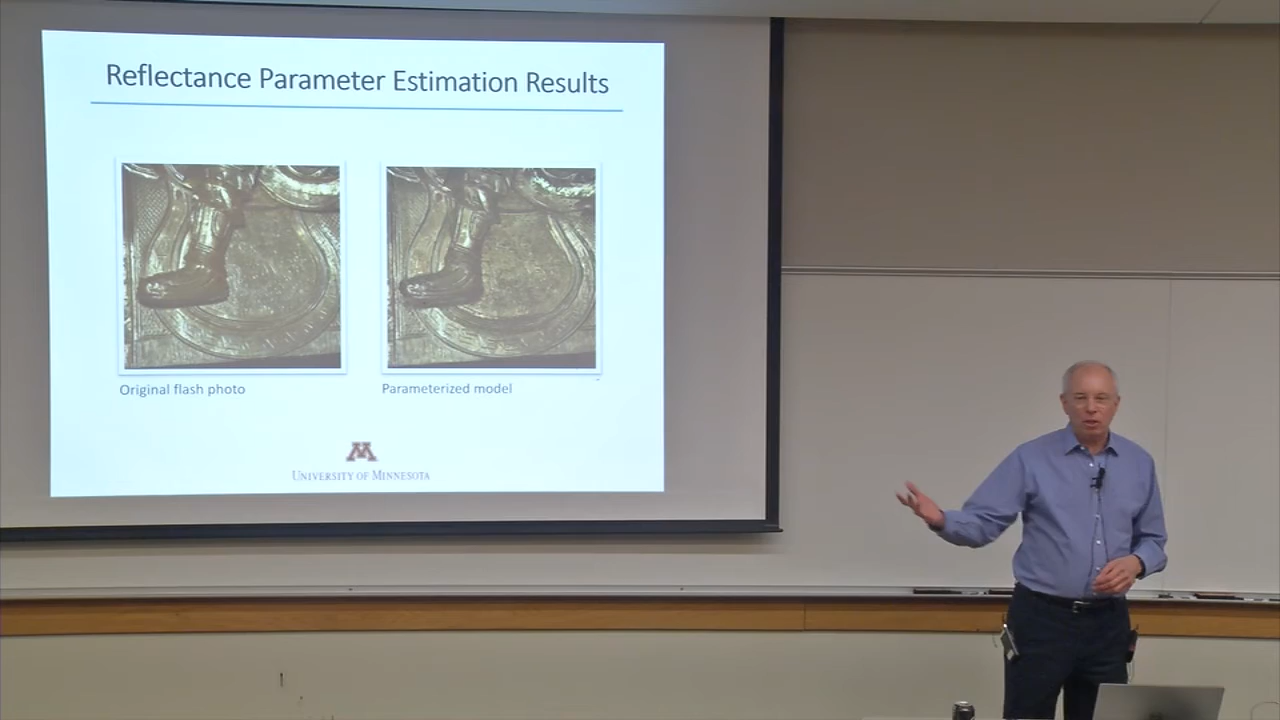 Reflectance Parameter Estimation Results
Original flash photo
Parameterized model
M
UNIVERSITY OF MINNESOTA